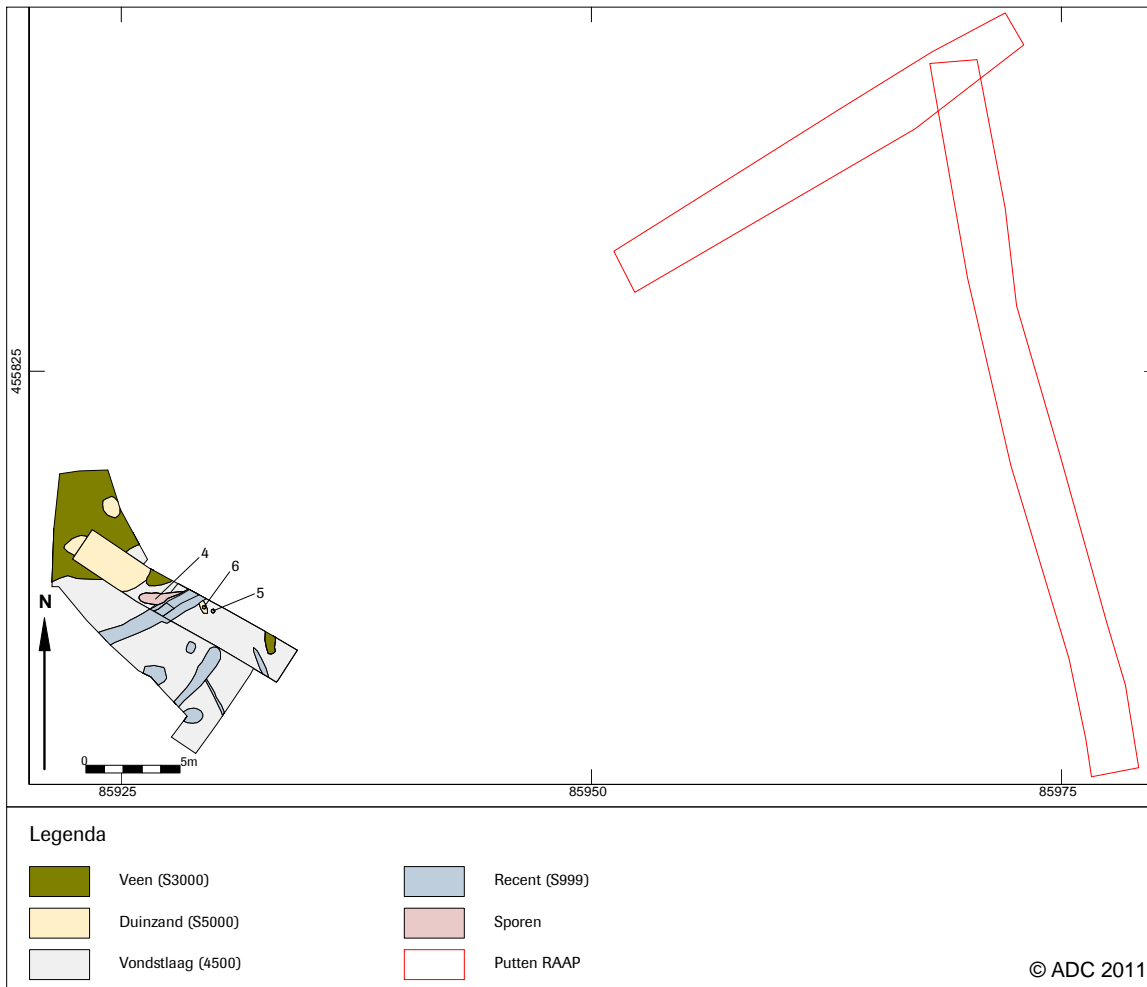 455825
4
6
5
N
0 5m
85925 85950 85975
Legenda
Veen (S3000)
Duinzand (S5000)
Vondstlaag (4500)
Recent (S999)
Sporen
Putten RAAP
© ADC 2011